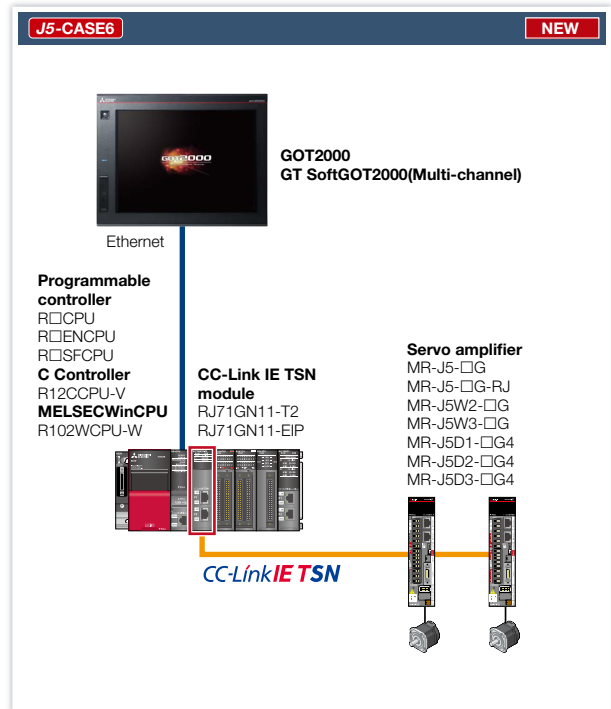 J5-CASE6
NEW
GOT2000
GOT2000
GT SoftGOT2000(Multi-channel)
Ethernet
Programmable
controller
R□CPU
R□ENCPU
R□SFCPU
C Controller
R12CCPU-V
MELSECWinCPU
R102WCPU-W
CC-Link IE TSN
module
RJ71GN11-T2
RJ71GN11-EIP
Servo amplifier
MR-J5-□G
MR-J5-□G-RJ
MR-J5W2-□G
MR-J5W3-□G
MR-J5D1-□G4
MR-J5D2-□G4
MR-J5D3-□G4
CC-Link IE TSN